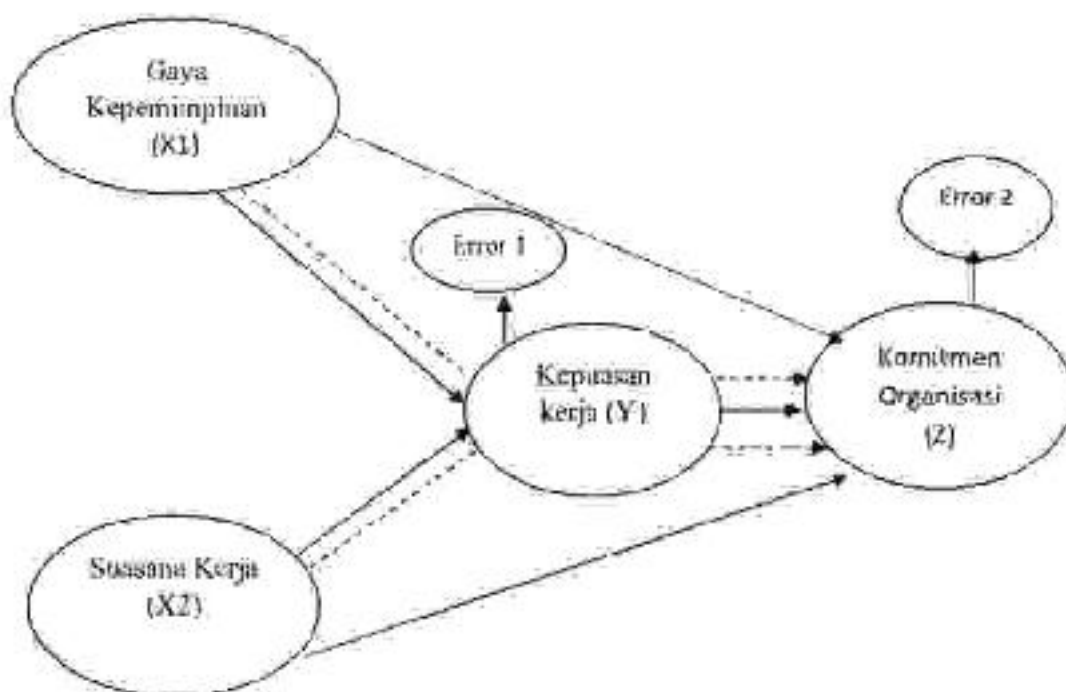 Gaya
Kepemimpinan
(X1)
Error 1
Error 2
Kepuasan
kerja (Y)
Komitmen
Organisasi
(Z)
Suasana Kerja
(X2)